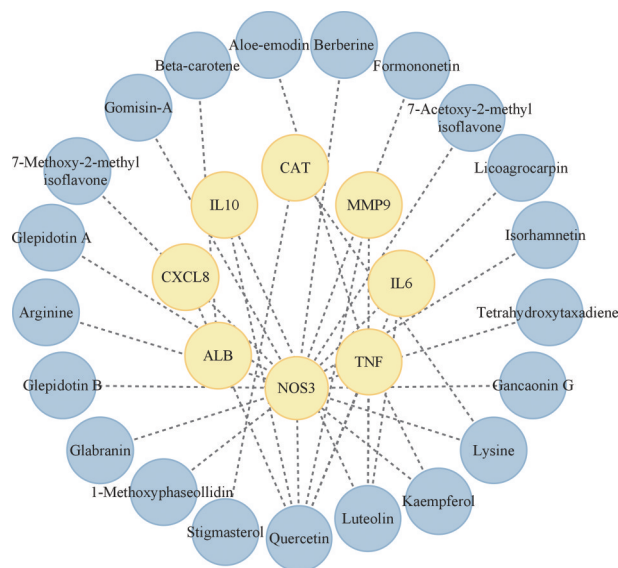 Aloe-emodin
Berberine
Beta-carotene
Formononetin
Gomisin-A
7-Acetoxy-2-methyl
isoflavone
7-Methoxy-2-methyl
isoflavone
CAT
Licoagrocarpin
IL10
MMP9
Glepidotin A
Isorhamnetin
CXCL8
IL6
Arginine
Tetrahydroxytaxadiene
ALB
TNF
Glepidotin B
NOS3
Gancaonin G
Glabranin
Lysine
1-Methoxyphaseollidin
Kaempferol
Stigmasterol
Quercetin
Luteolin